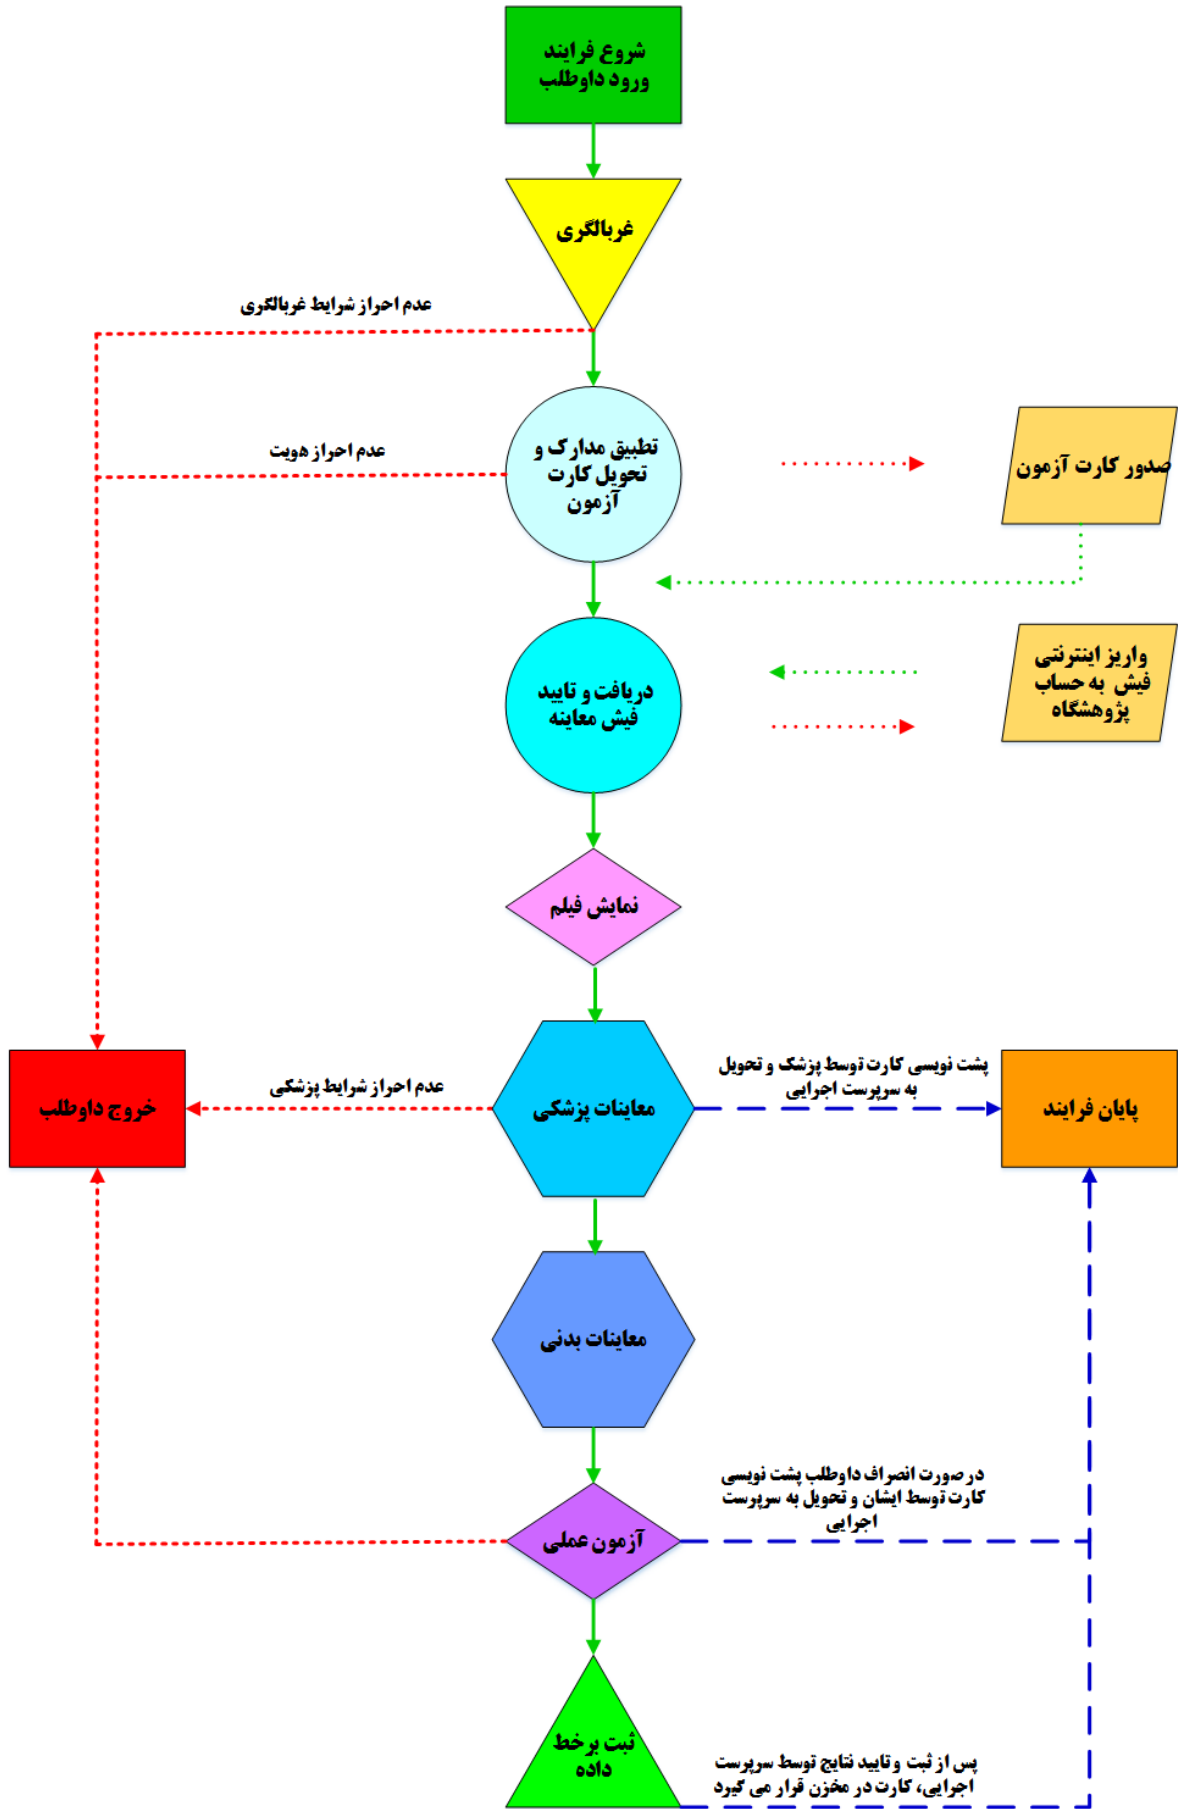 شروع فرایند
ورود داوطلب
غربالگری
عدم احراز شرایط غربالگری
تطبیق مدارک و
تحویل کارت
آزمون
عدم احراز هویت
صدور کارت آزمون
دریافت و تایید
فیش معاینه
واریز اینترنتی
فیش به حساب
پژوهشگاه
نمایش فیلم
معاینات پزشکی
عدم احراز شرایط پزشکی
خروج داوطلب
پشت نویسی کارت توسط پزشک و تحویل
به سرپرست اجرایی
پایان فرایند
معاینات بدنی
آزمون عملی
در صورت انصراف داوطلب پشت نویسی
کارت توسط ایشان و تحویل به سرپرست
اجرایی
ثبت برخط
داده
پس از ثبت و تایید نتایج توسط سرپرست
اجرایی، کارت در مخزن قرار می گیرد